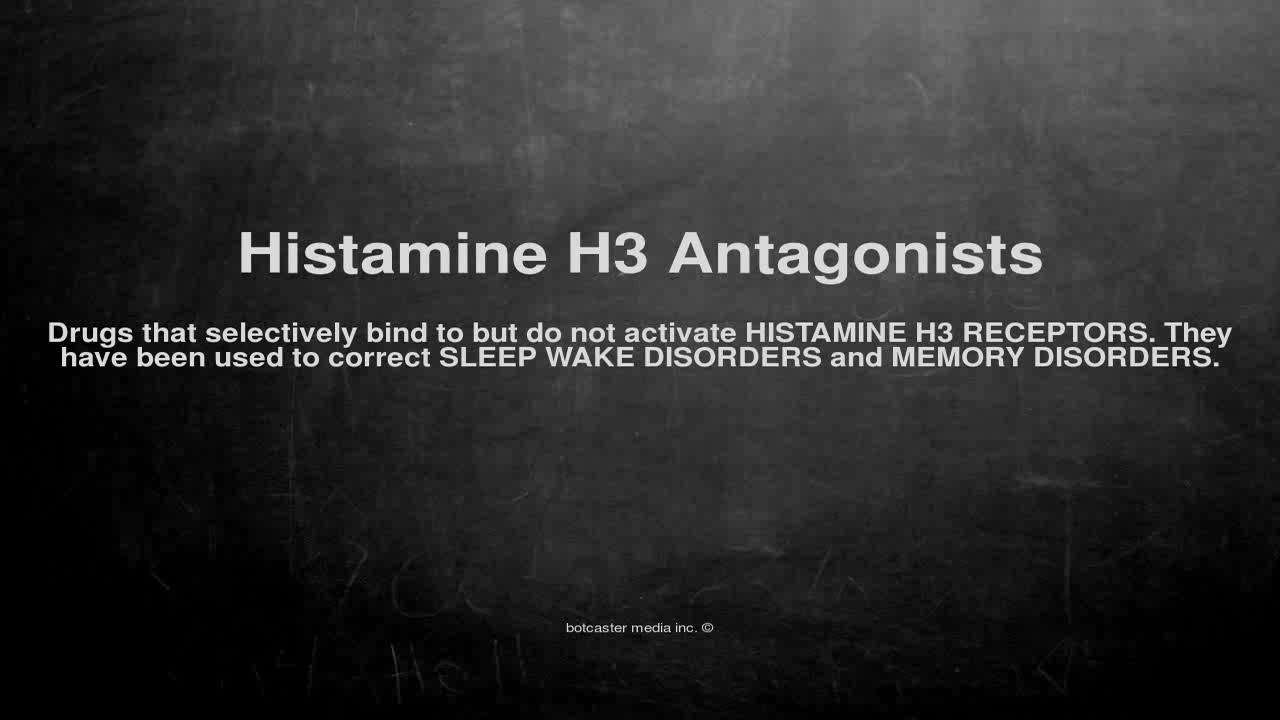 Histamine H3 Antagonists
Drugs that selectively bind to but do not activate HISTAMINE H3 RECEPTORS. They
have been used to correct SLEEP WAKE DISORDERS and MEMORY DISORDERS.
botcaster media inc. ©